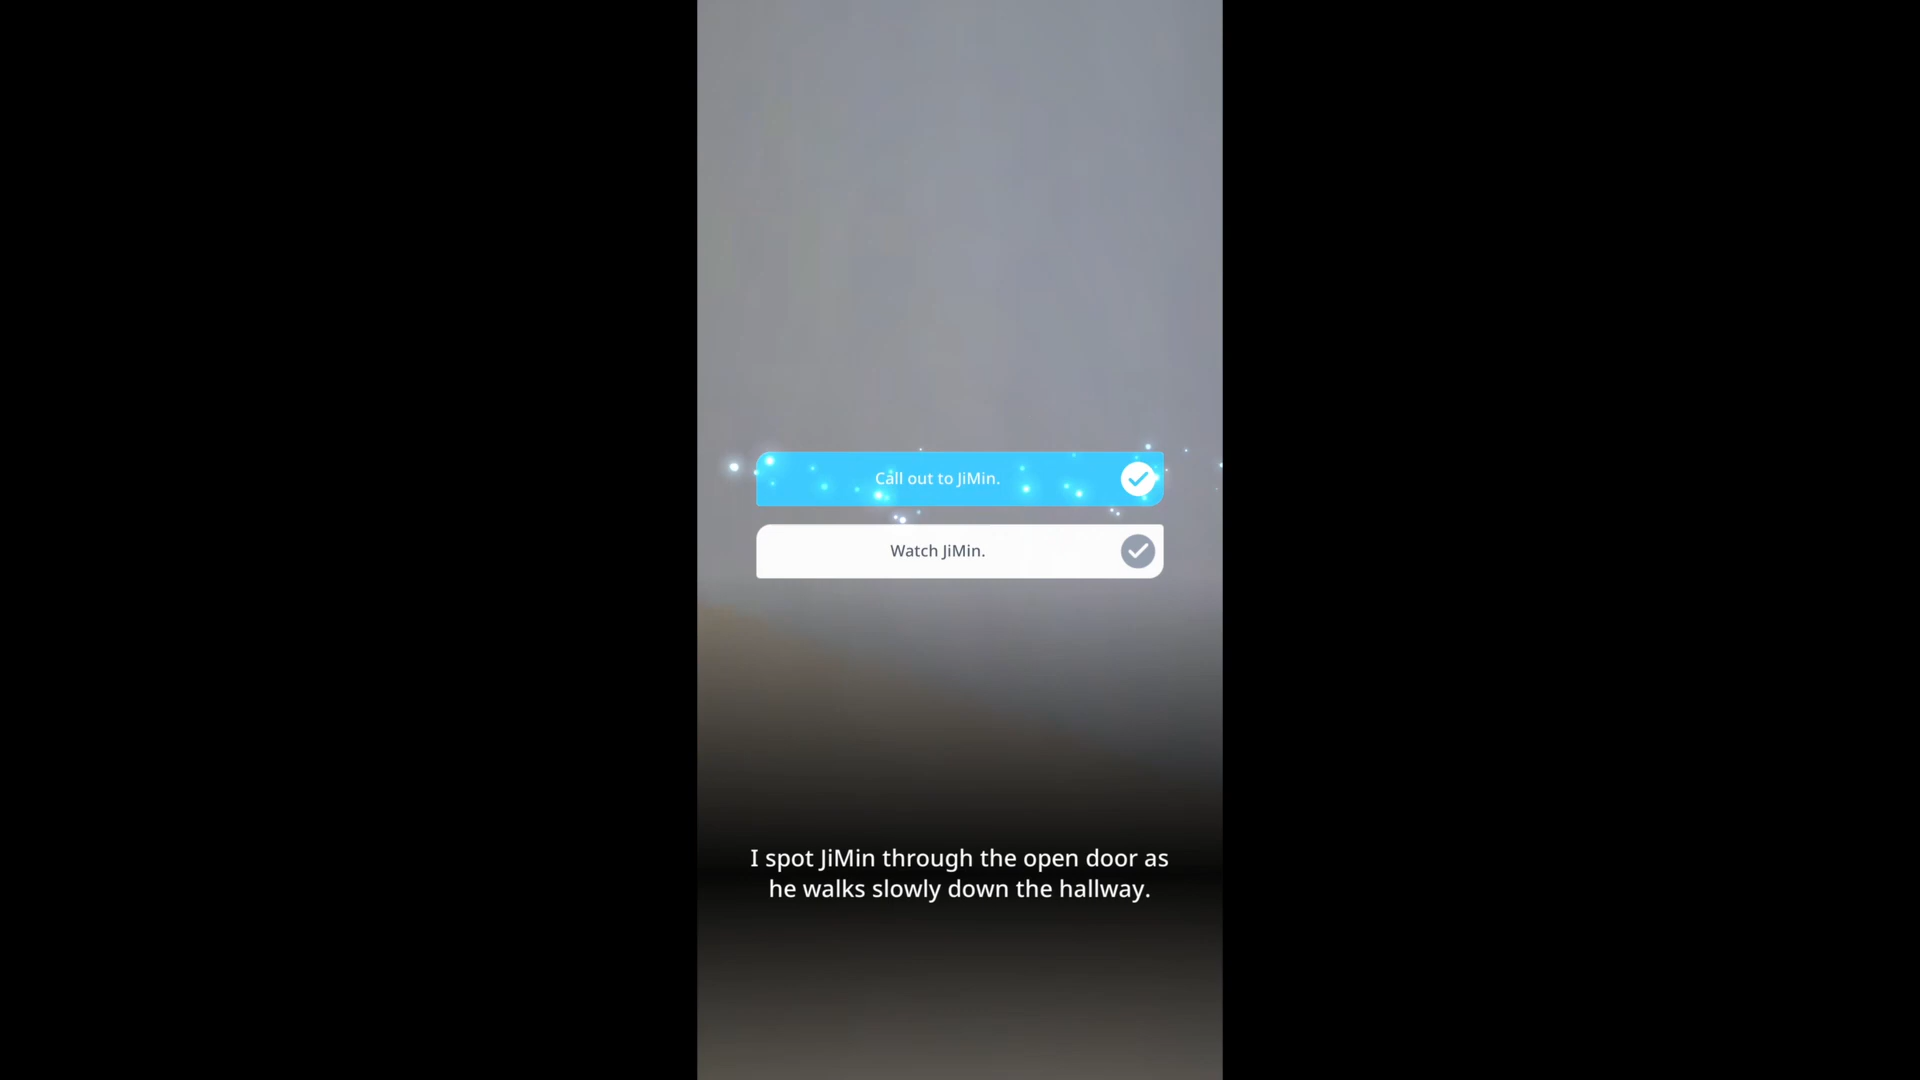 Call out to JiMin.
Watch JiMin.
I spot JiMin through the open door as
he walks slowly down the hallway.